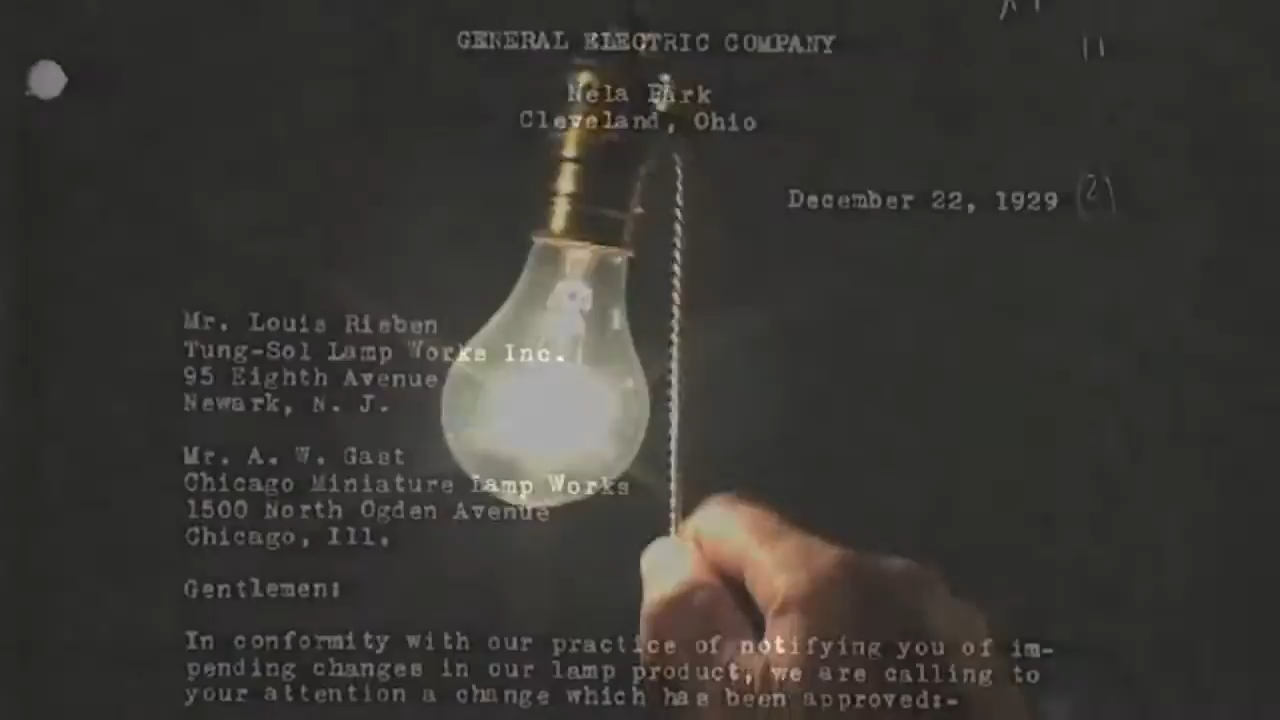 GENERAL ELECTRIC COMPANY
Nela Park
Cleveland, Ohio
December 22, 1929 (2)
Mr. Louis Rieben
Tung-Sol Lamp Works Inc.
95 Eighth Avenue
Newark, N. J.
Mr. A. W. Gast
Chicago Miniature Lamp Works
1500 North Ogden Avenue
Chicago, Ill.
Gentlemen:
In conformity with our practice of notifying you of im-
pending changes in our lamp product, we are calling to
your attention a change which has been approved:-